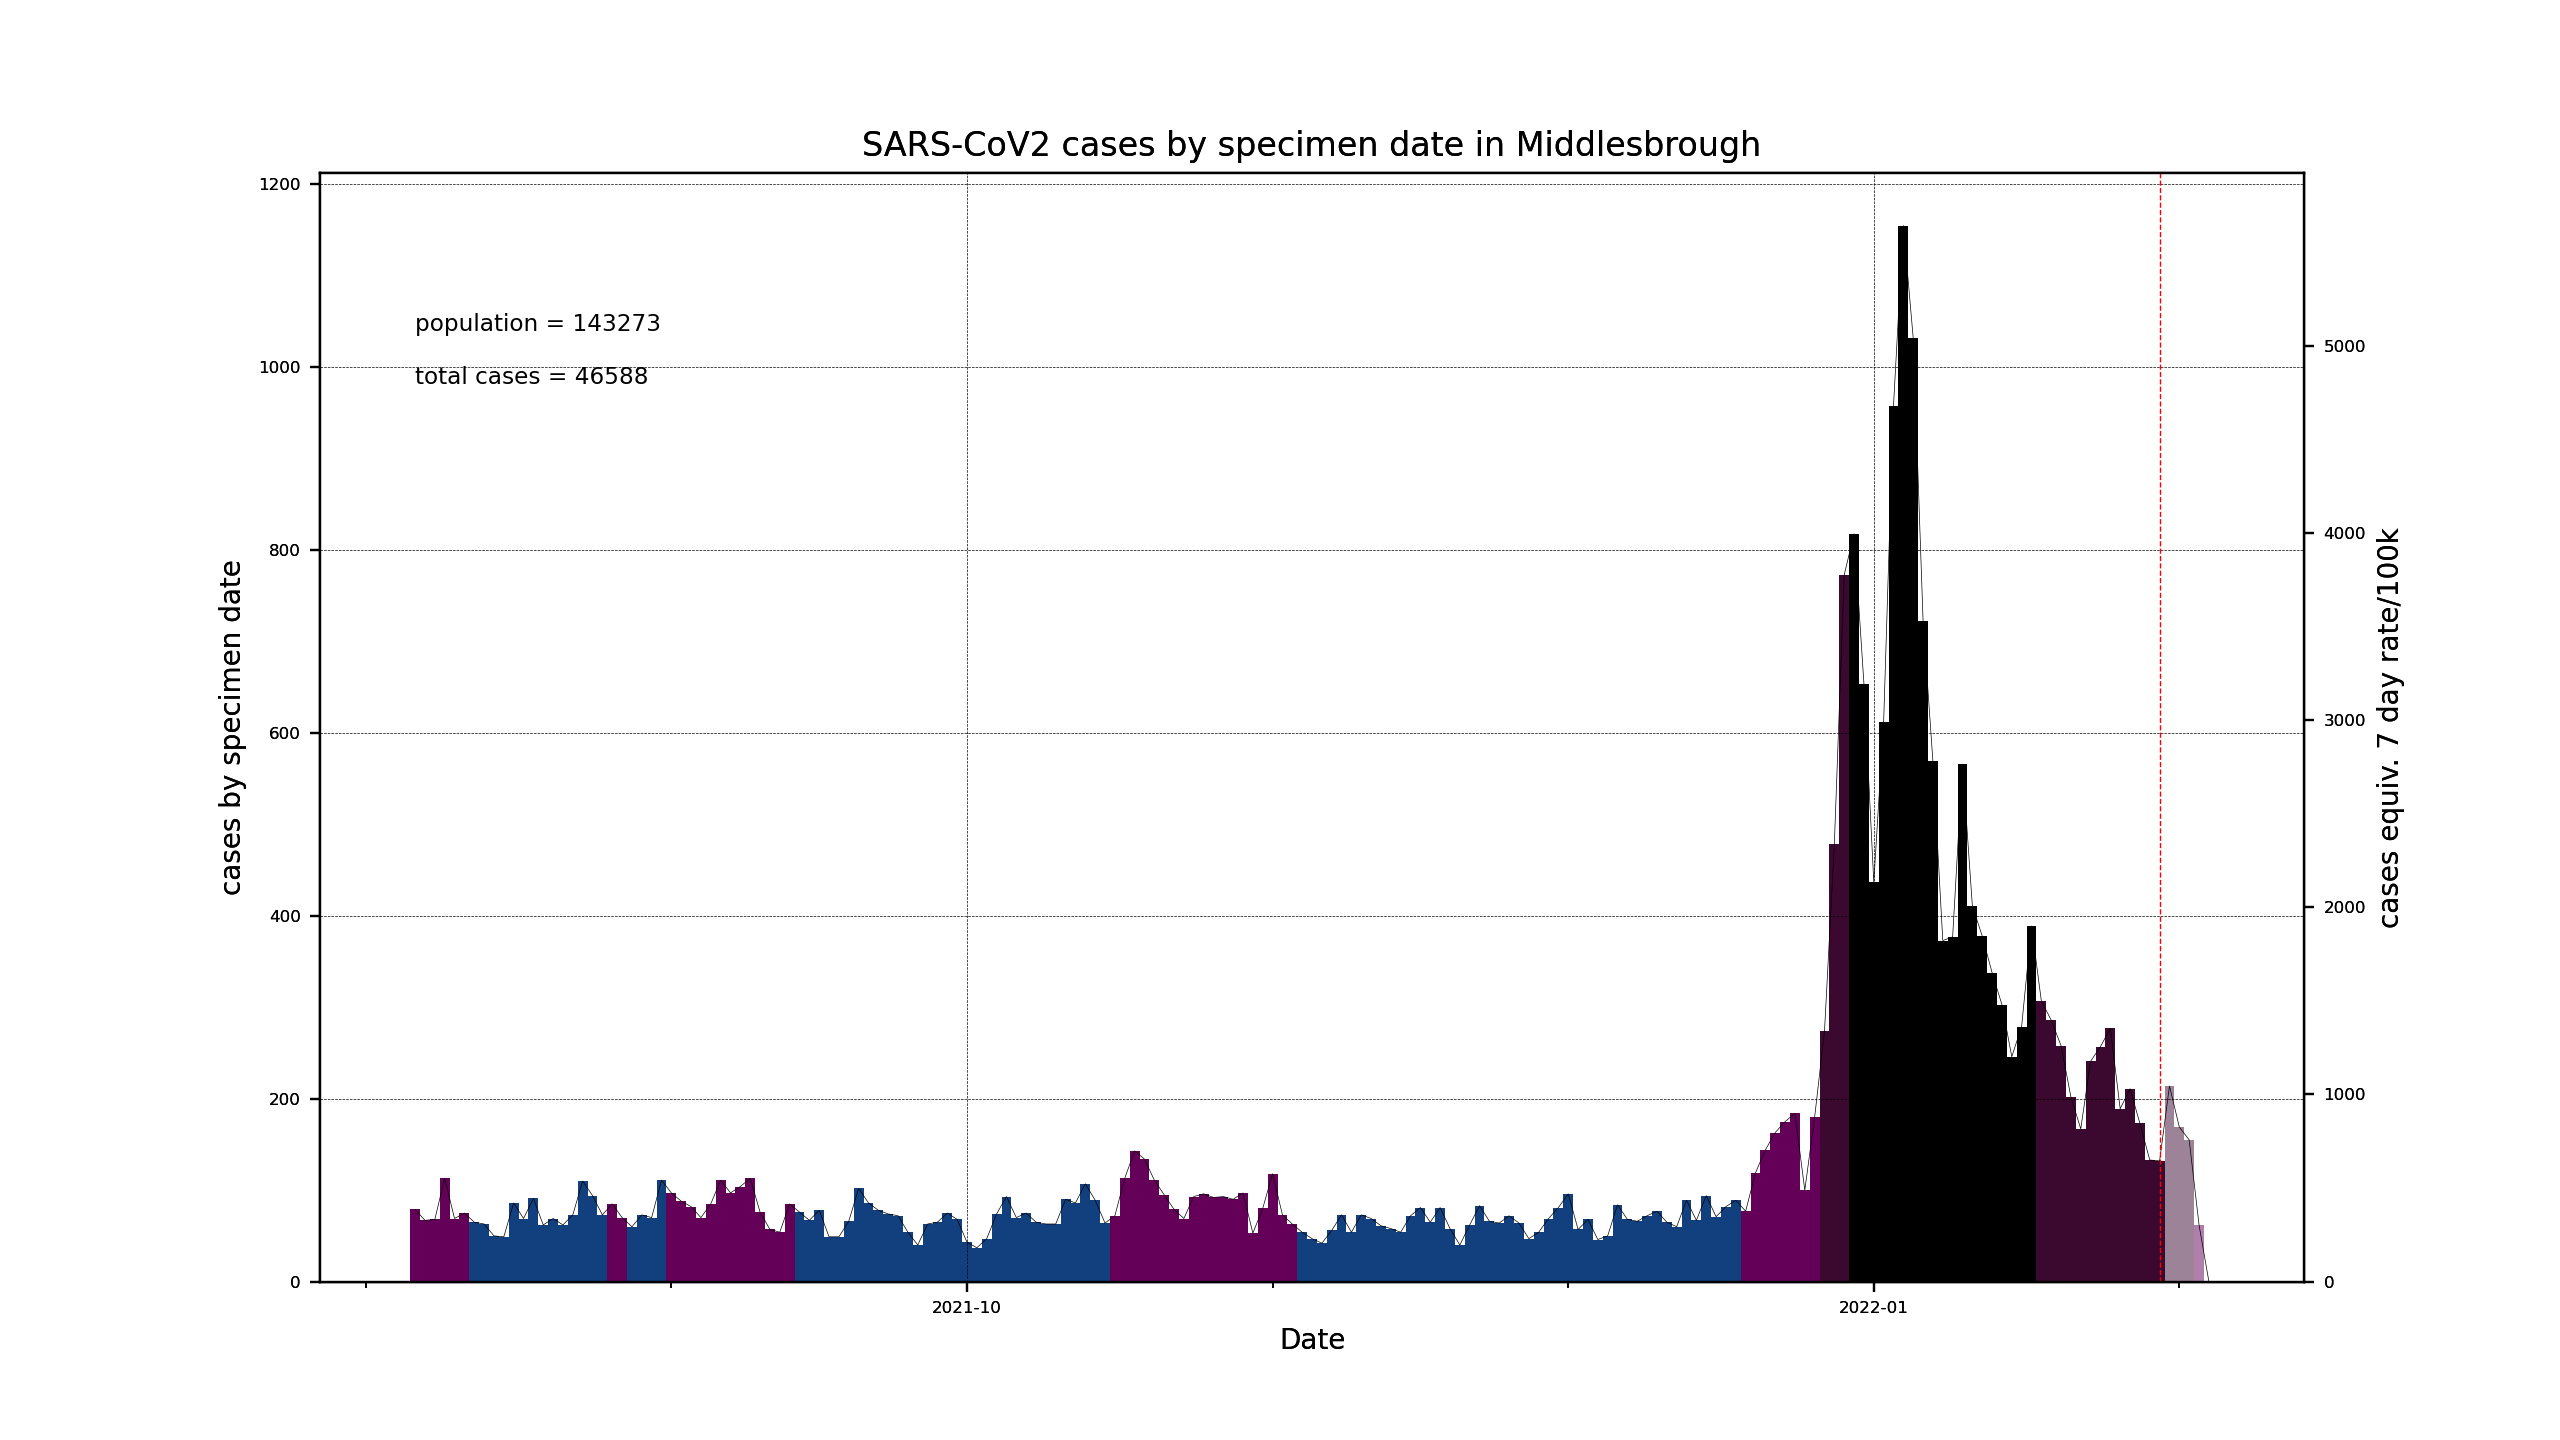 SARS-CoV2 cases by specimen date in Middlesbrough
population = 143273
total cases = 46588
cases by specimen date
1200
1000
800
600
400
200
0
5000
4000
3000
2000
1000
0
cases equiv. 7 day rate/100k
2021-10
2022-01
Date